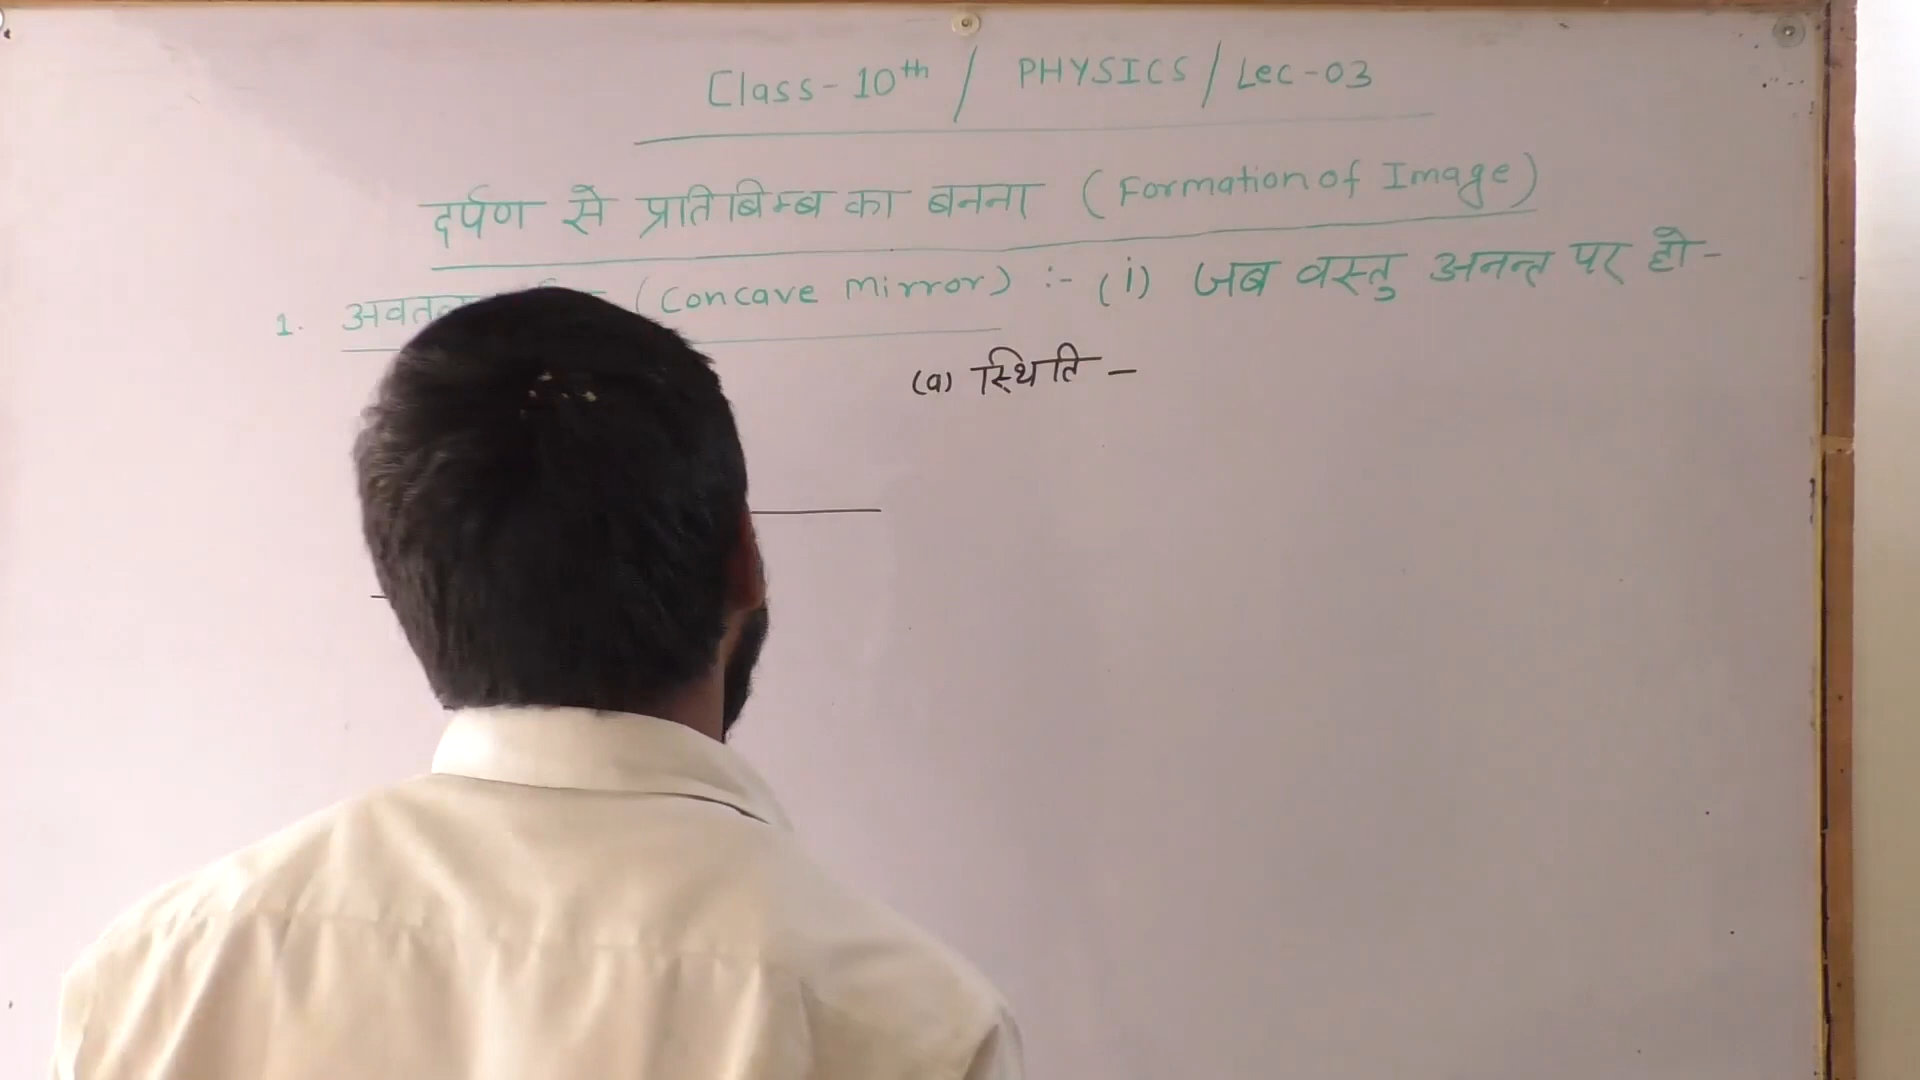 Class-10th / PHYSICS / Lec-03
दर्पण से प्रतिबिम्ब का बनना (Formation of Image)
1. (Concave Mirror) :- (i) जब वस्तु अनन्त पर हो-
(a) स्थिति -